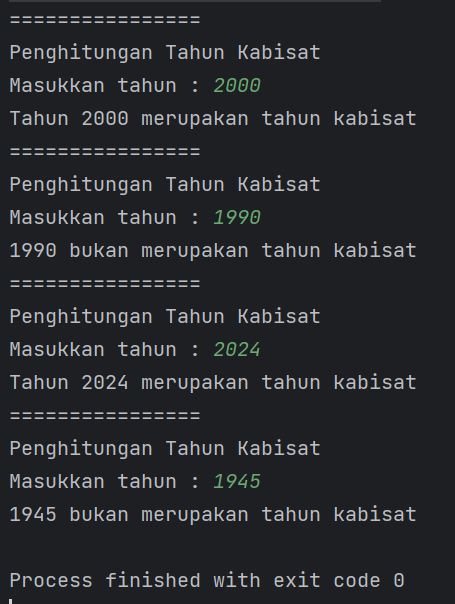 ================
Penghitungan Tahun Kabisat
Masukkan tahun : 2000
Tahun 2000 merupakan tahun kabisat
================
Penghitungan Tahun Kabisat
Masukkan tahun : 1990
1990 bukan merupakan tahun kabisat
================
Penghitungan Tahun Kabisat
Masukkan tahun : 2024
Tahun 2024 merupakan tahun kabisat
================
Penghitungan Tahun Kabisat
Masukkan tahun : 1945
1945 bukan merupakan tahun kabisat
Process finished with exit code 0